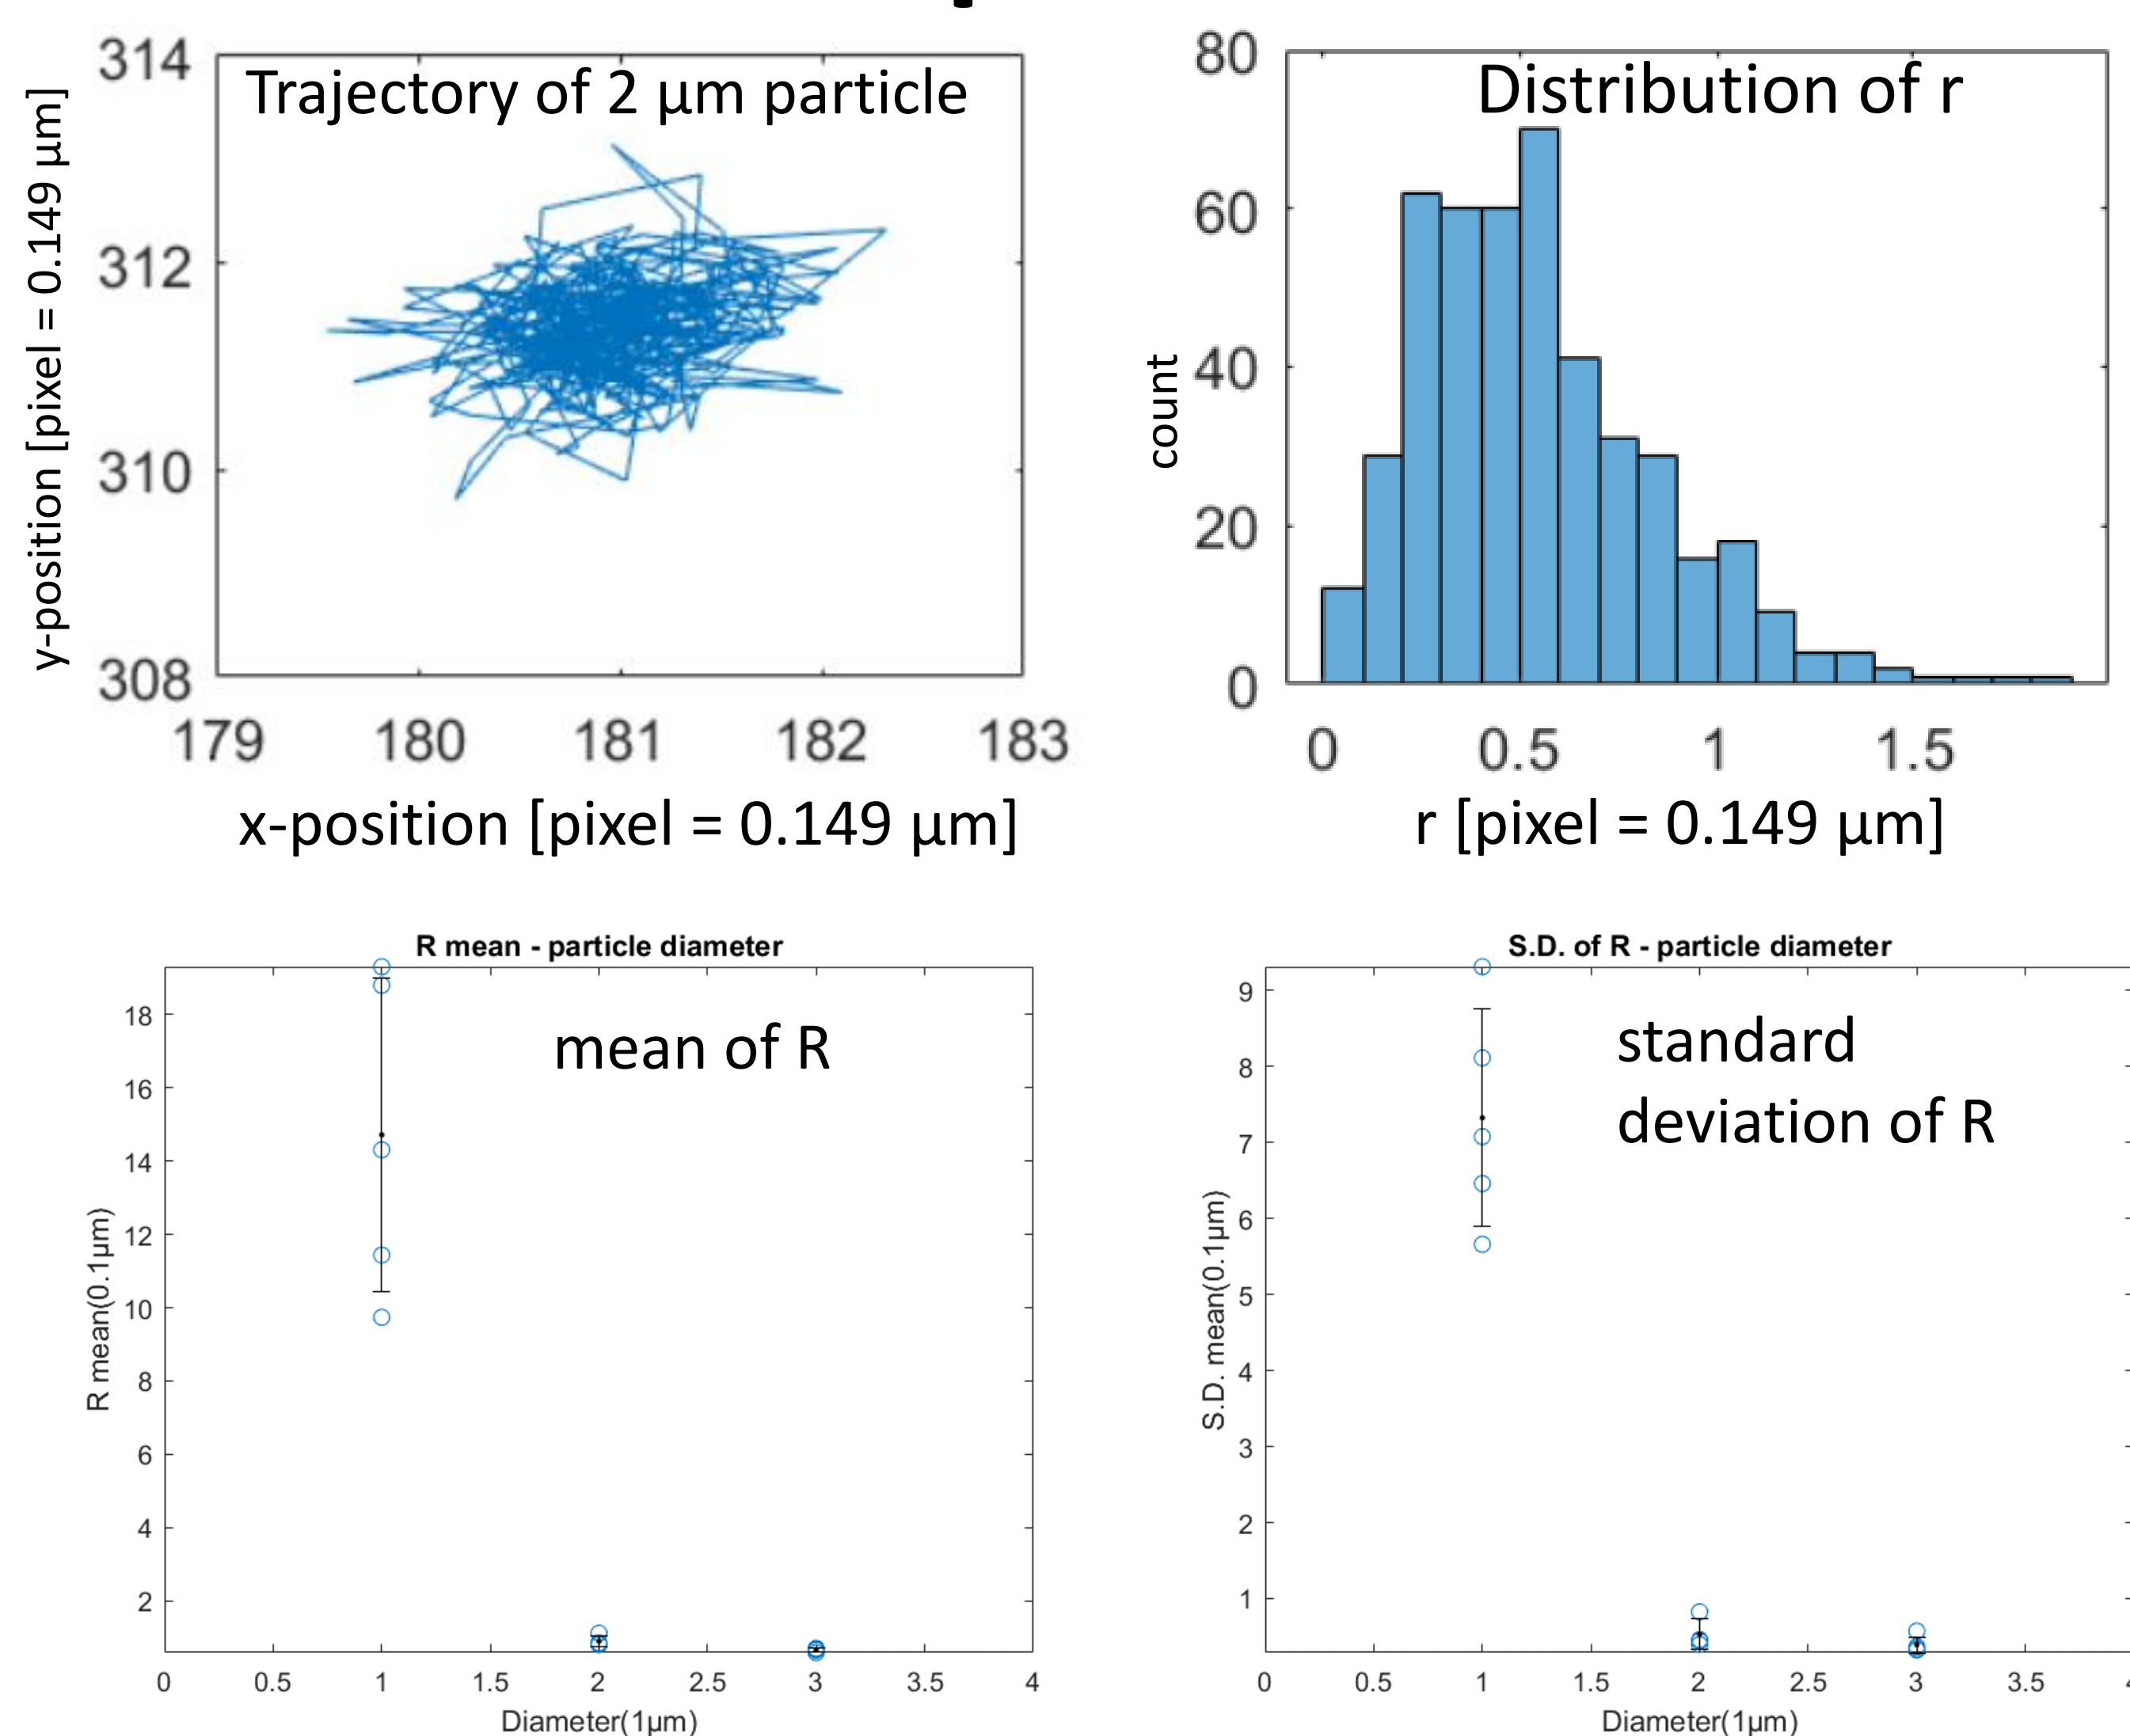 Trajectory of 2 µm particle
y-position [pixel = 0.149 µm]
314
312
310
308
179 180 181 182 183
x-position [pixel = 0.149 µm]
Distribution of r
count
80
60
40
20
0
0 0.5 1 1.5
r [pixel = 0.149 µm]
R mean - particle diameter
mean of R
R mean(0.1µm)
18
16
14
12
10
8
6
4
2
0 0.5 1 1.5 2 2.5 3 3.5 4
Diameter(1µm)
S.D. of R - particle diameter
standard
deviation of R
S.D. mean(0.1µm)
9
8
7
6
5
4
3
2
1
0 0.5 1 1.5 2 2.5 3 3.5
Diameter(1µm)